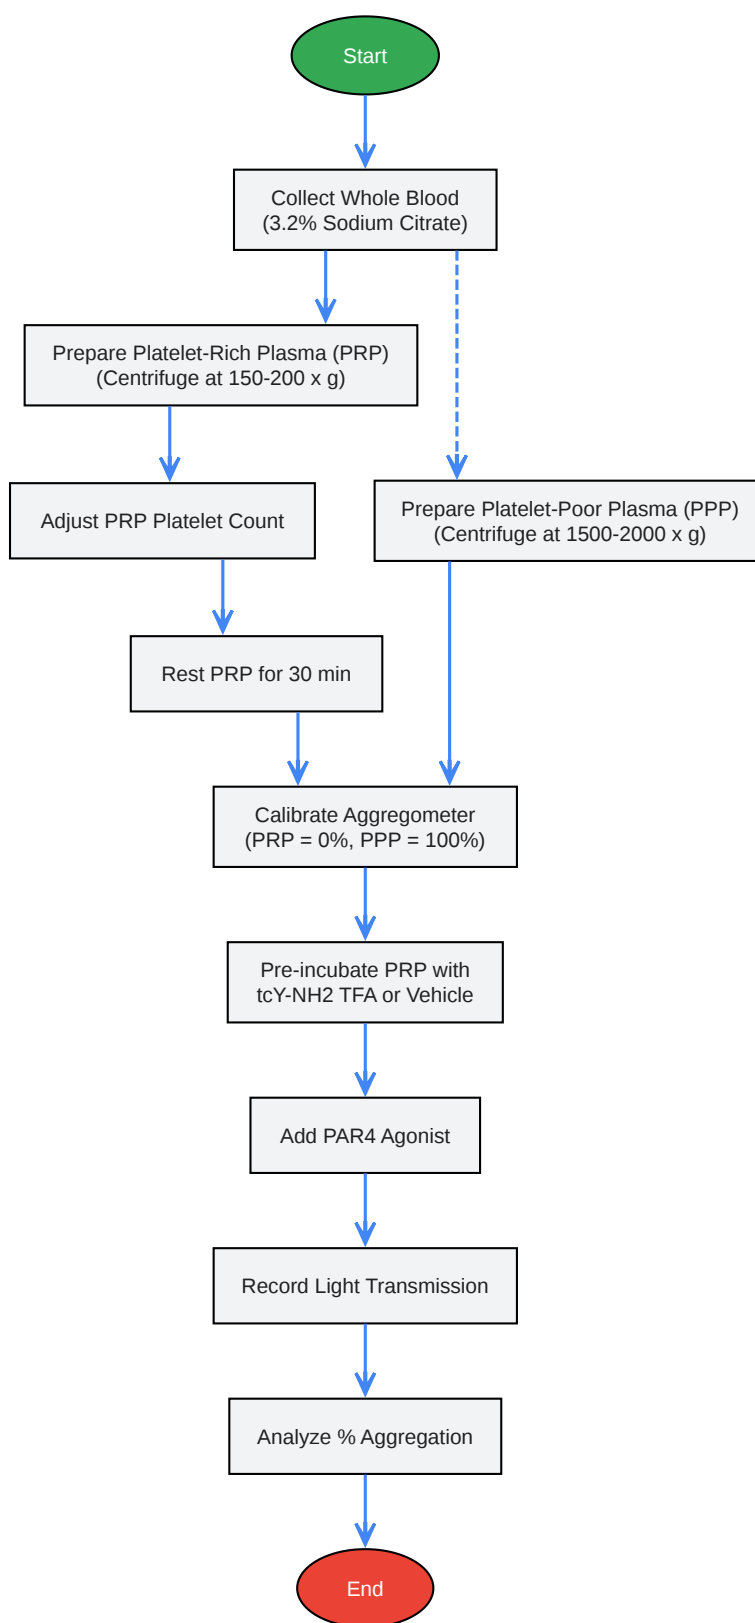 Start
Collect Whole Blood
(3.2% Sodium Citrate)
Prepare Platelet-Rich Plasma (PRP)
(Centrifuge at 150-200 x g)
Adjust PRP Platelet Count
Prepare Platelet-Poor Plasma (PPP)
(Centrifuge at 1500-2000 x g)
Rest PRP for 30 min
Calibrate Aggregometer
(PRP = 0%, PPP = 100%)
Pre-incubate PRP with
tcY-NH2 TFA or Vehicle
Add PAR4 Agonist
Record Light Transmission
Analyze % Aggregation
End